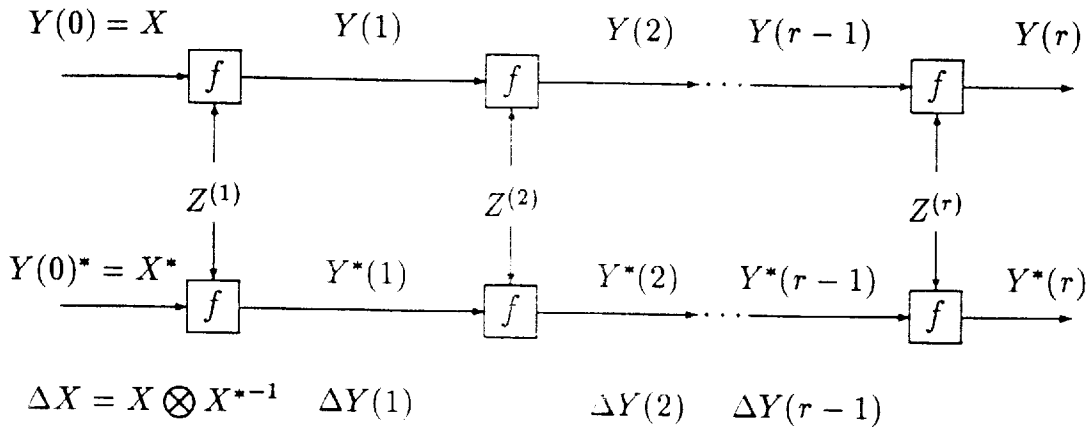 Y(0) = X Y(1) Y(2) Y(r − 1) Y(r)
f f ··· f
Z^{(1)} Z^{(2)} Z^{(r)}
Y(0)* = X* Y*(1) Y*(2) Y*(r − 1) Y*(r)
f f ··· f
ΔX = X ⊗ X*^{−1} ΔY(1) ΔY(2) ΔY(r − 1)